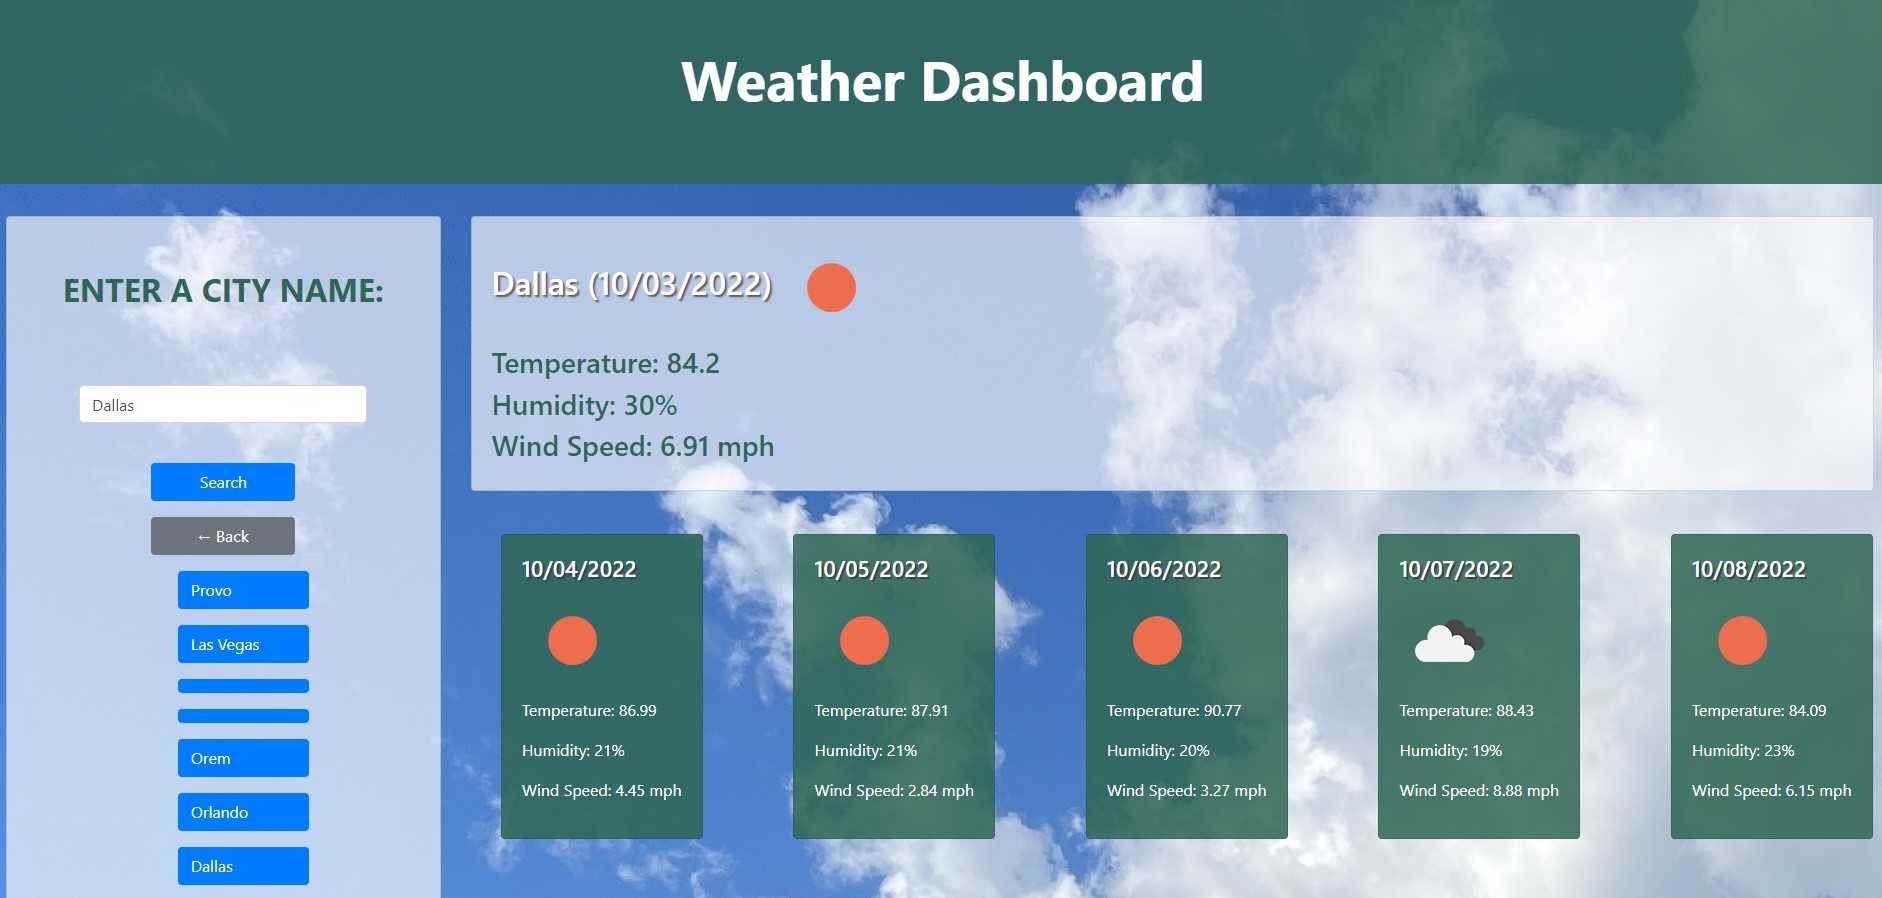 Weather Dashboard
ENTER A CITY NAME:
Dallas
Search
← Back
Provo
Las Vegas
Orem
Orlando
Dallas
Dallas (10/03/2022)
Temperature: 84.2
Humidity: 30%
Wind Speed: 6.91 mph
10/04/2022
Temperature: 86.99
Humidity: 21%
Wind Speed: 4.45 mph
10/05/2022
Temperature: 87.91
Humidity: 21%
Wind Speed: 2.84 mph
10/06/2022
Temperature: 90.77
Humidity: 20%
Wind Speed: 3.27 mph
10/07/2022
Temperature: 88.43
Humidity: 19%
Wind Speed: 8.88 mph
10/08/2022
Temperature: 84.09
Humidity: 23%
Wind Speed: 6.15 mph